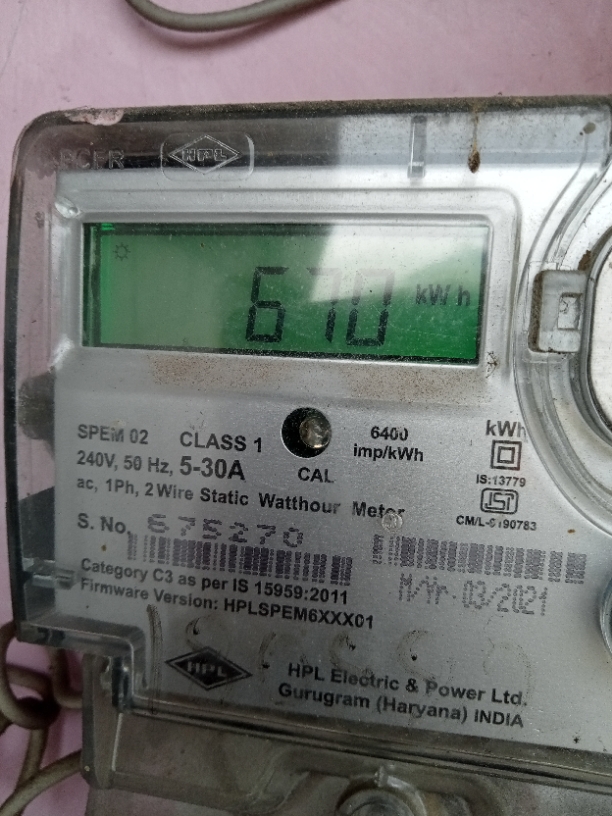 HPL
670 kWh
SPEM 02 CLASS 1
240V, 50 Hz, 5-30A
ac, 1Ph, 2 Wire Static Watthour Meter
CAL
6400
imp/kWh
kWh
IS:13779
ISI
CM/L-9190783
S. No. 675270
M/Yr 03/2021
Category C3 as per IS 15959:2011
Firmware Version: HPLSPEM6XXX01
HPL
HPL Electric & Power Ltd.
Gurugram (Haryana) INDIA